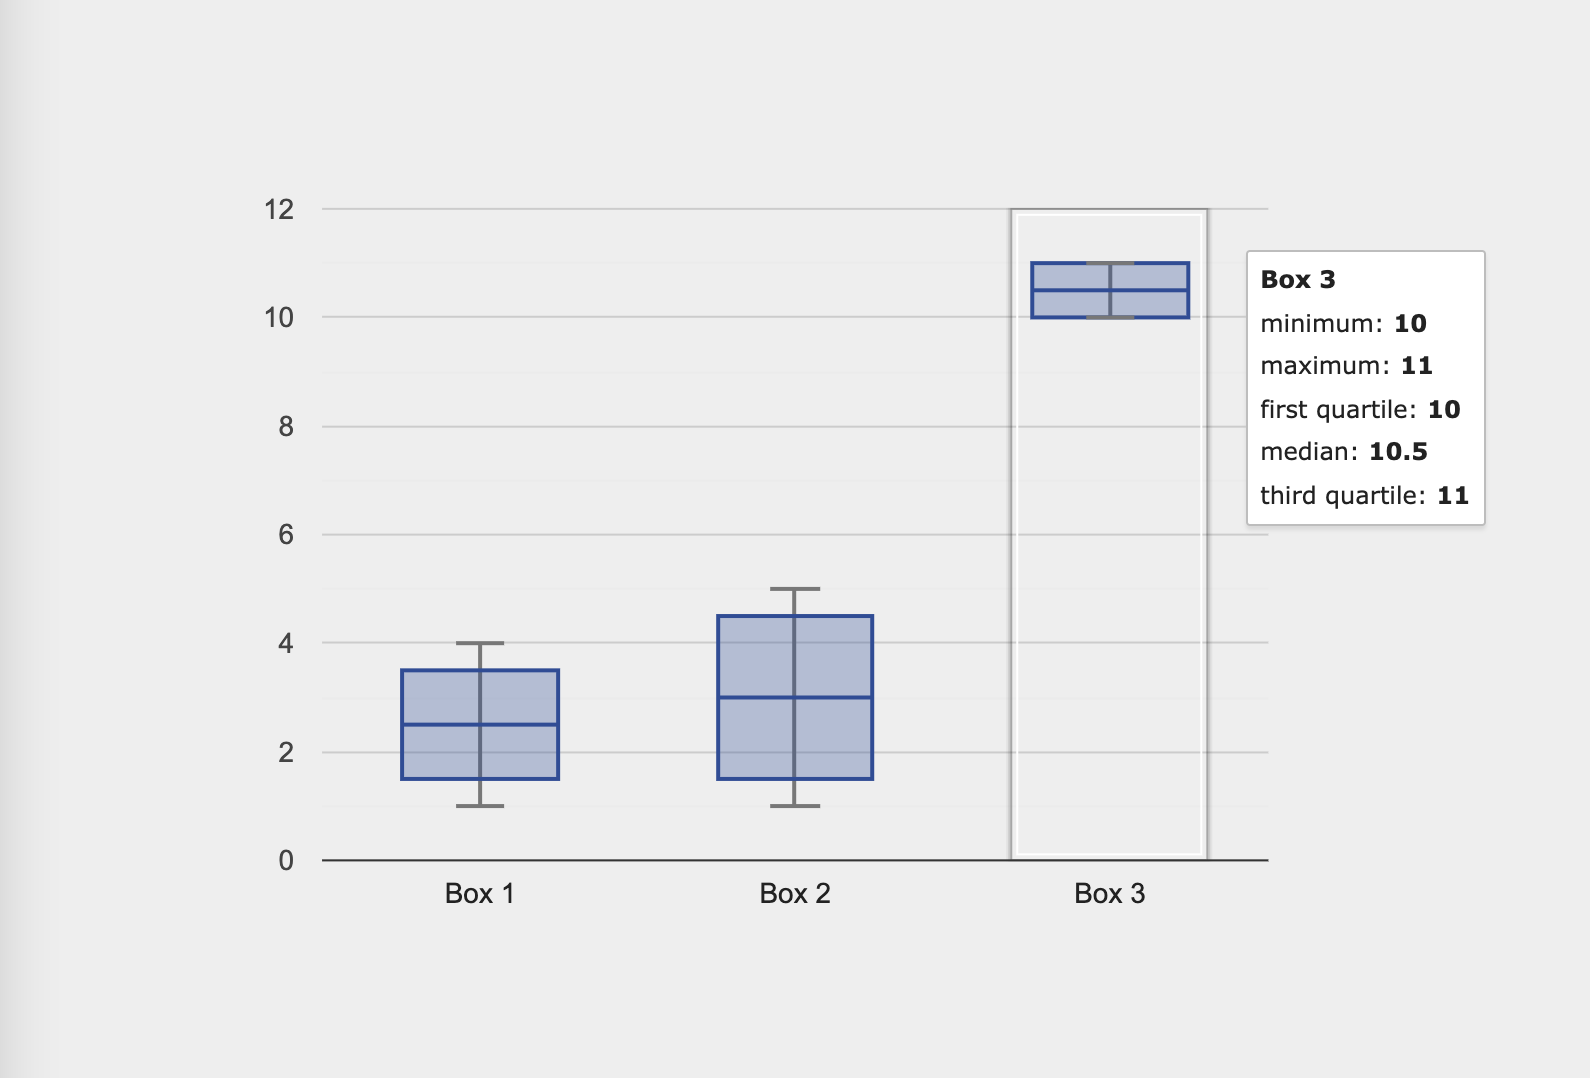 12
10
8
6
4
2
0
Box 1
Box 2
Box 3
Box 3
minimum: 10
maximum: 11
first quartile: 10
median: 10.5
third quartile: 11